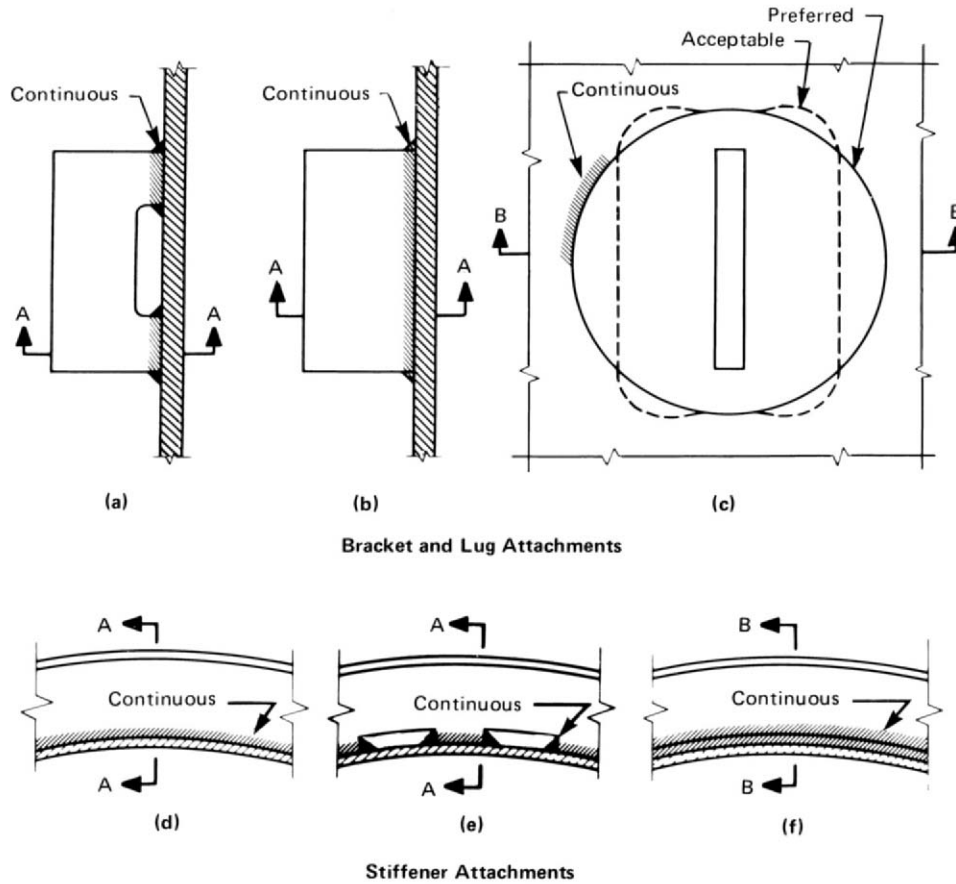 Preferred
Acceptable
Continuous
Continuous
Continuous
B
B
A
A
A
A
(a)
(b)
(c)
Bracket and Lug Attachments
A
A
B
Continuous
Continuous
Continuous
A
A
B
(d)
(e)
(f)
Stiffener Attachments